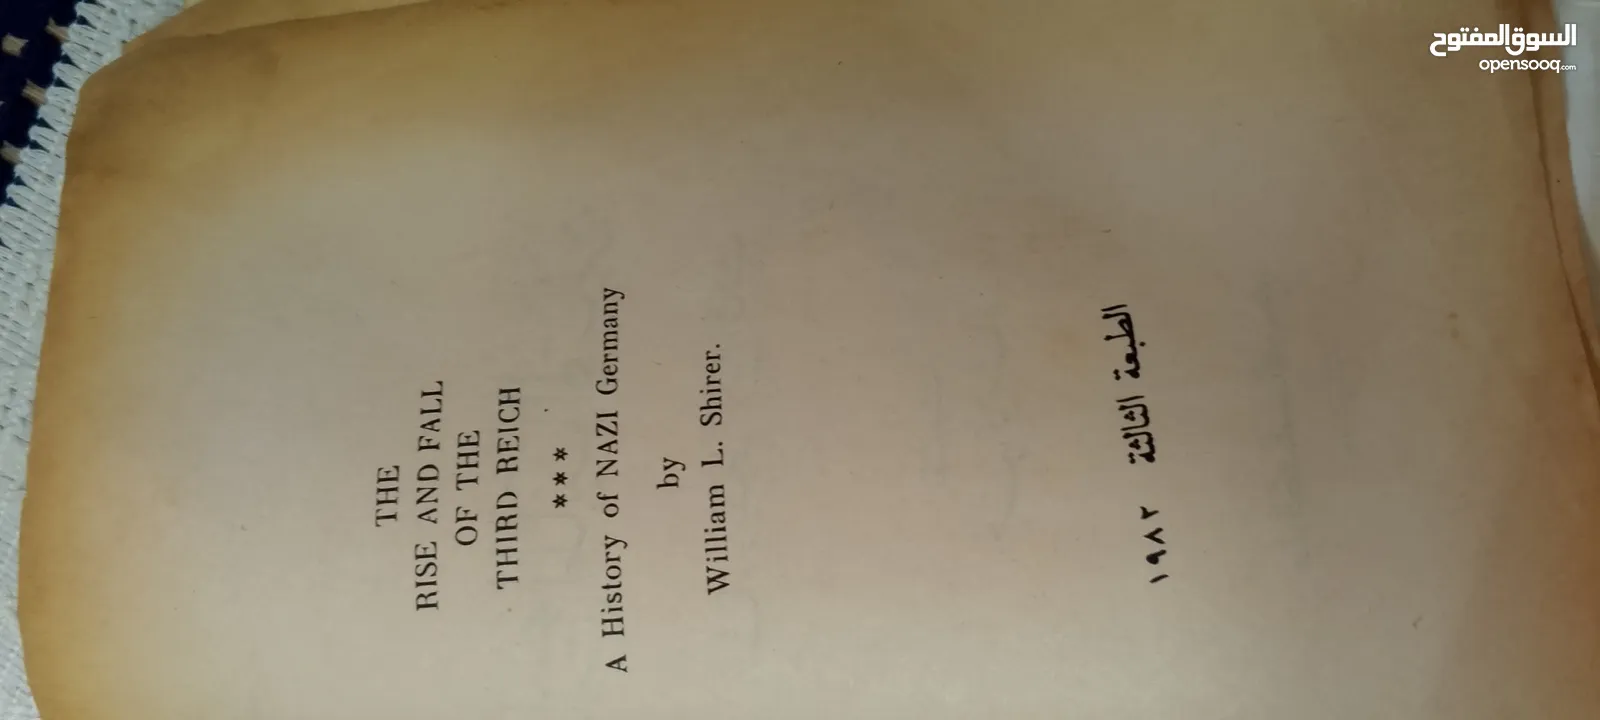 THE
RISE AND FALL
OF THE
THIRD REICH
***
A History of NAZI Germany
by
William L. Shirer.
الطبعة الثالثة
١٩٨٢
السوق المفتوح
opensooq.com